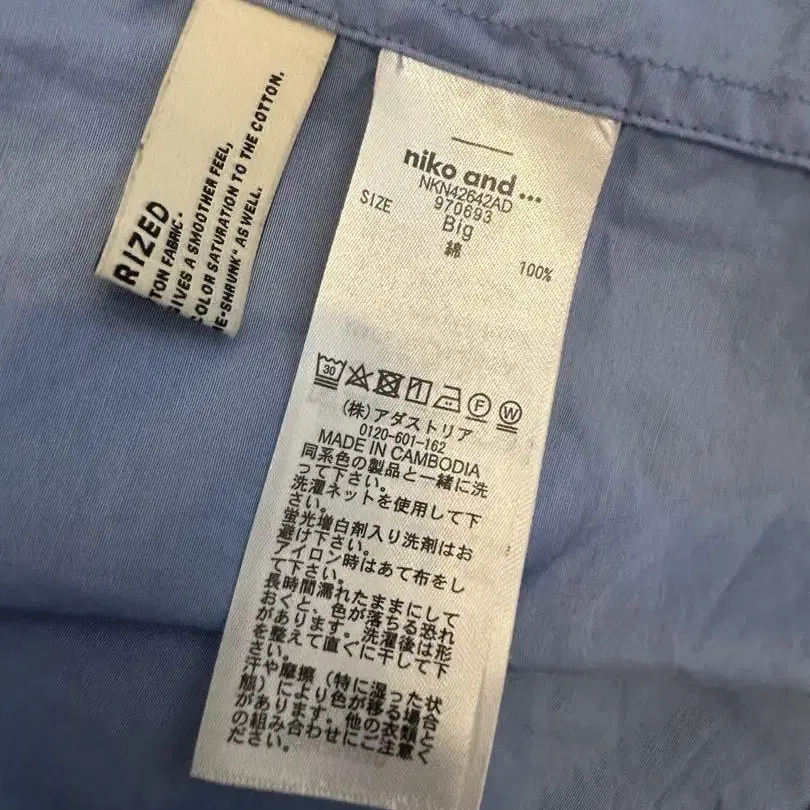 RIZED
TON FABRIC.
GIVES A SMOOTHER FEEL,
COLOR SATURATION TO THE COTTON.
RE-SHRUNK" AS WELL.
niko and ...
NKN42642AD
970693
SIZE Big
綿 100%
30
F W
(株)アダストリア
0120-601-162
MADE IN CAMBODIA
同系色の製品と一緒に洗
って下さい。
洗濯ネットを使用して下
さい。
蛍光増白剤入り洗剤はお
避け下さい。
アイロン時はあて布をし
て下さい。
長時間濡れたままにして
おくと、色が落ちる恐れ
があります。洗濯後は形
を整えて直ぐに干して下
さい。
汗や摩擦(特に湿った状
態)により色が移る場合
があります。他の衣類と
の組み合わせにご注意く
ださい。